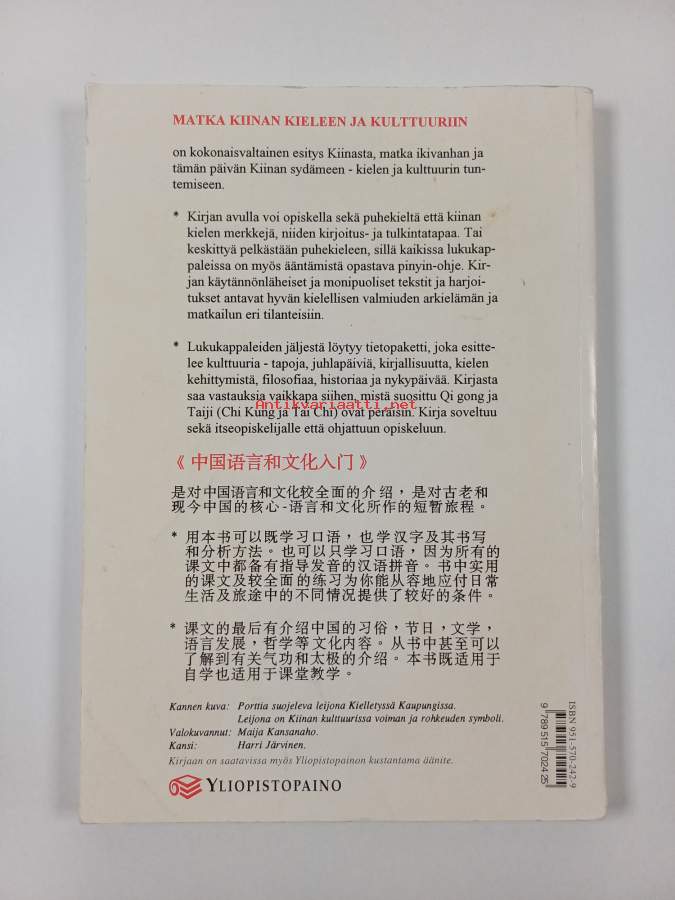 MATKA KIINAN KIELEEN JA KULTTUURIIN
on kokonaisvaltainen esitys Kiinasta, matka ikivanhan ja
tämän päivän Kiinan sydämeen - kielen ja kulttuurin tun-
temiseen.
* Kirjan avulla voi opiskella sekä puhekieltä että kiinan
kielen merkkejä, niiden kirjoitus- ja tulkintatapaa. Tai
keskittyä pelkästään puhekieleen, sillä kaikissa lukukap-
paleissa on myös ääntämistä opastava pinyin-ohje. Kir-
jan käytännönläheiset ja monipuoliset tekstit ja harjoi-
tukset antavat hyvän kielellisen valmiuden arkielämän ja
matkailun eri tilanteisiin.
* Lukukappaleiden jäljestä löytyy tietopaketti, joka esitte-
lee kulttuuria - tapoja, juhlapäiviä, kirjallisuutta, kielen
kehittymistä, filosofiaa, historiaa ja nykypäivää. Kirjasta
saa vastauksia vaikkapa siihen, mistä suosittu Qi gong ja
Antikvariaatti.net
Taiji (Chi Kung ja Tai Chi) ovat peräisin. Kirja soveltuu
sekä itseopiskelijalle että ohjattuun opiskeluun.
《 中国语言和文化入门 》
是对中国语言和文化较全面的介绍，是对古老和
现今中国的核心-语言和文化所作的短暂旅程。
* 用本书可以既学习口语，也学汉字及其书写
和分析方法。也可以只学习口语，因为所有的
课文中都备有指导发音的汉语拼音。书中实用
的课文及较全面的练习为你能从容地应付日常
生活及旅途中的不同情况提供了较好的条件。
* 课文的最后有介绍中国的习俗，节日，文学，
语言发展，哲学等文化内容。从书中甚至可以
了解到有关气功和太极的介绍。本书既适用于
自学也适用于课堂教学。
Kannen kuva: Porttia suojeleva leijona Kielletyssä Kaupungissa.
Leijona on Kiinan kulttuurissa voiman ja rohkeuden symboli.
Valokuvannut: Maija Kansanaho.
Kansi: Harri Järvinen.
Kirjaan on saatavissa myös Yliopistopainon kustantama äänite.
YLIOPISTOPAINO
ISBN 951-570-242-9
9 789515 702425